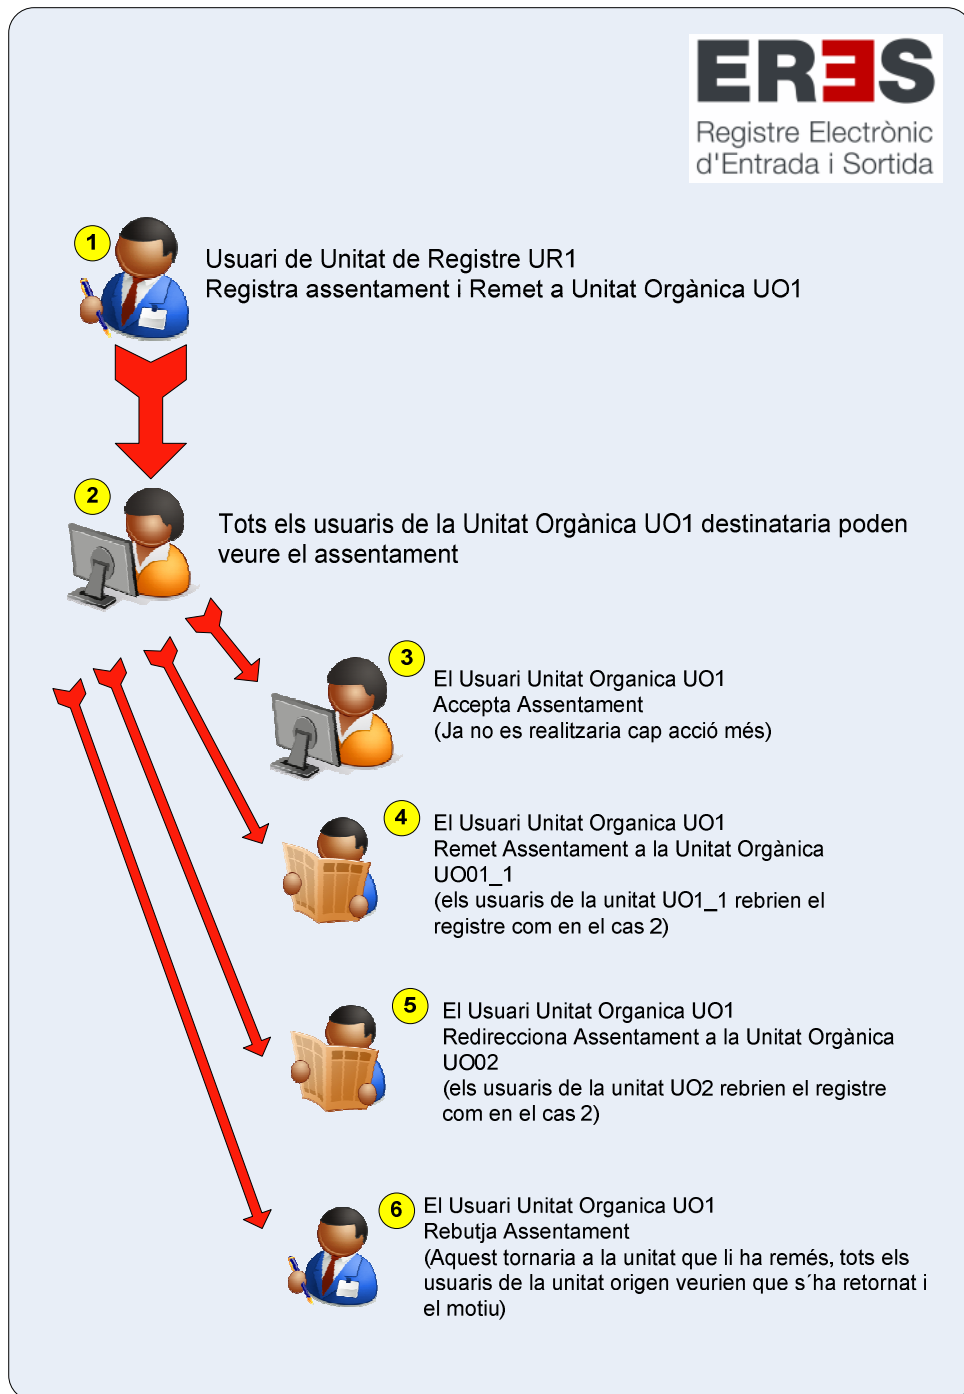 ERES
Registre Electrònic
d'Entrada i Sortida
1
Usuari de Unitat de Registre UR1
Registra assentament i Remet a Unitat Orgànica UO1
2
Tots els usuaris de la Unitat Orgànica UO1 destinataria poden
veure el assentament
3
El Usuari Unitat Organica UO1
Accepta Assentament
(Ja no es realitzaria cap acció més)
4
El Usuari Unitat Organica UO1
Remet Assentament a la Unitat Orgànica
UO01_1
(els usuaris de la unitat UO1_1 rebrien el
registre com en el cas 2)
5
El Usuari Unitat Organica UO1
Redirecciona Assentament a la Unitat Orgànica
UO02
(els usuaris de la unitat UO2 rebrien el registre
com en el cas 2)
6
El Usuari Unitat Organica UO1
Rebutja Assentament
(Aquest tornaria a la unitat que li ha remés, tots els
usuaris de la unitat origen veurien que s´ha retornat i
el motiu)